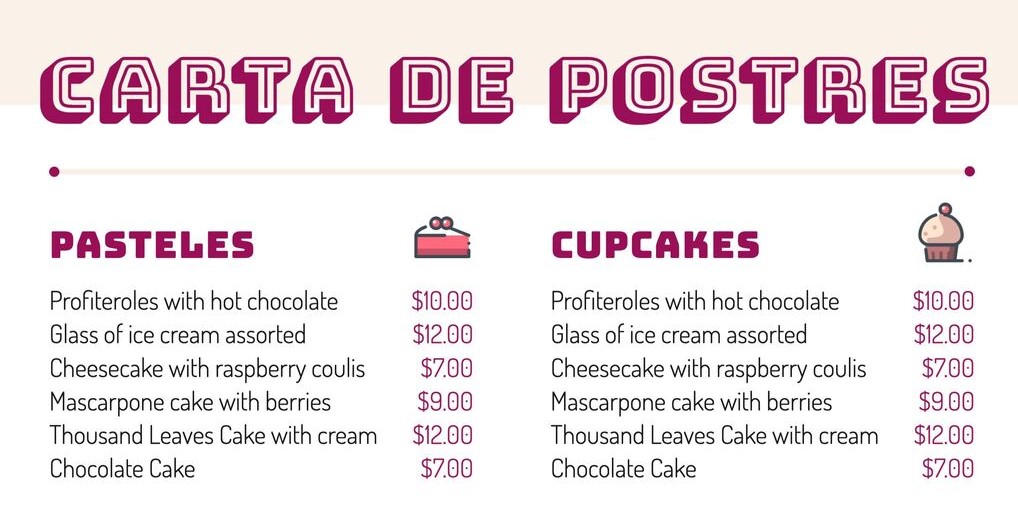 CARTA DE POSTRES
PASTELES
Profiteroles with hot chocolate $10.00
Glass of ice cream assorted $12.00
Cheesecake with raspberry coulis $7.00
Mascarpone cake with berries $9.00
Thousand Leaves Cake with cream $12.00
Chocolate Cake $7.00
CUPCAKES
Profiteroles with hot chocolate $10.00
Glass of ice cream assorted $12.00
Cheesecake with raspberry coulis $7.00
Mascarpone cake with berries $9.00
Thousand Leaves Cake with cream $12.00
Chocolate Cake $7.00